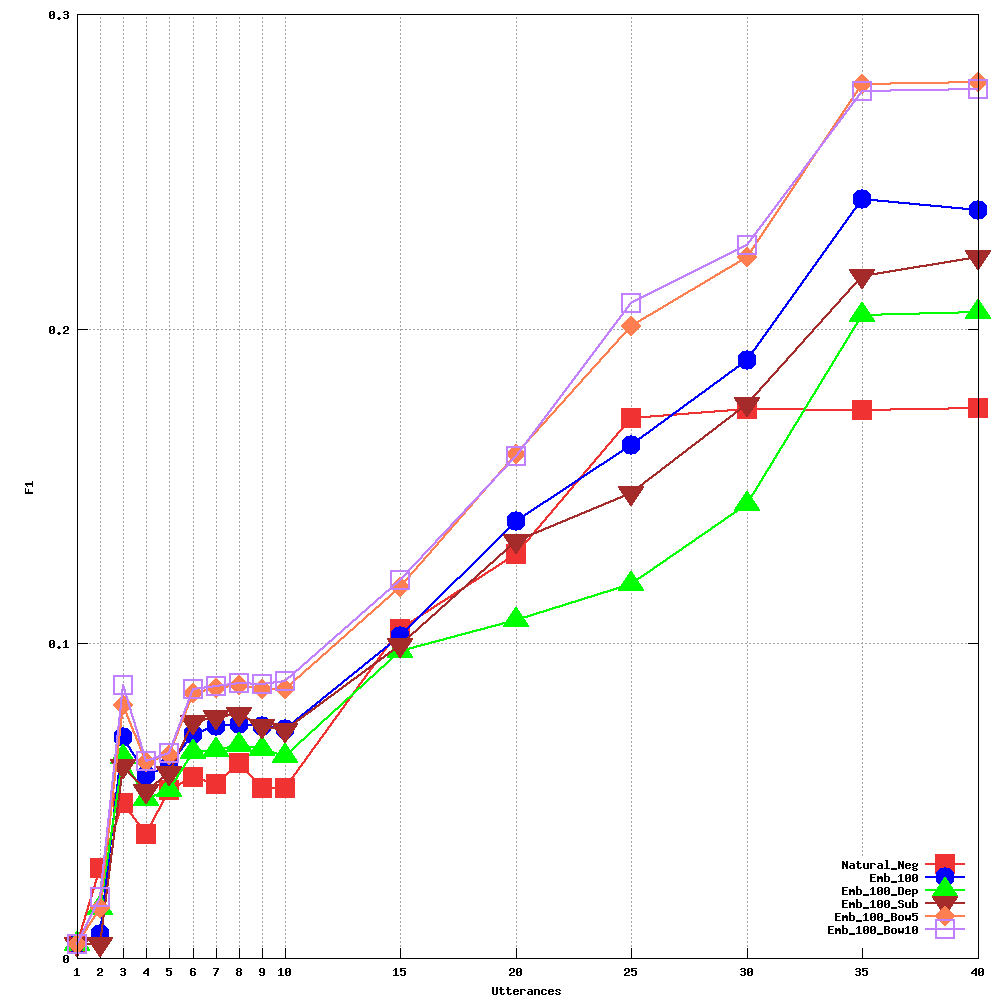 0.3
0.2
F1
0.1
Natural_Neg
Emb_100
Emb_100_Dep
Emb_100_Sub
Emb_100_Bow5
Emb_100_Bow10
0
1 2 3 4 5 6 7 8 9 10 15 20 25 30 35 40
Utterances